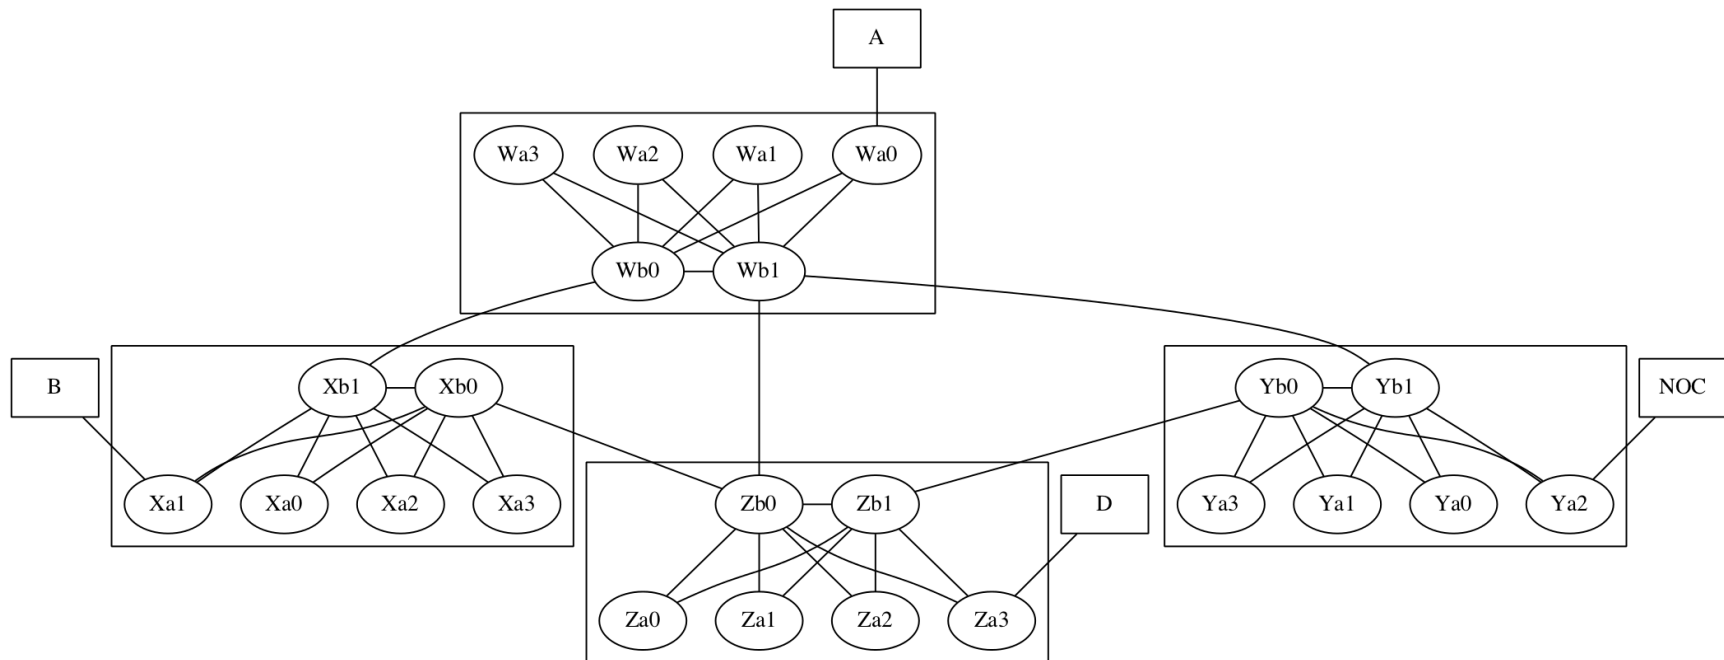 A
Wa3 Wa2 Wa1 Wa0
Wb0 Wb1
B Xb1 Xb0 Yb0 Yb1 NOC
Xa1 Xa0 Xa2 Xa3 Zb0 Zb1 D Ya3 Ya1 Ya0 Ya2
Za0 Za1 Za2 Za3